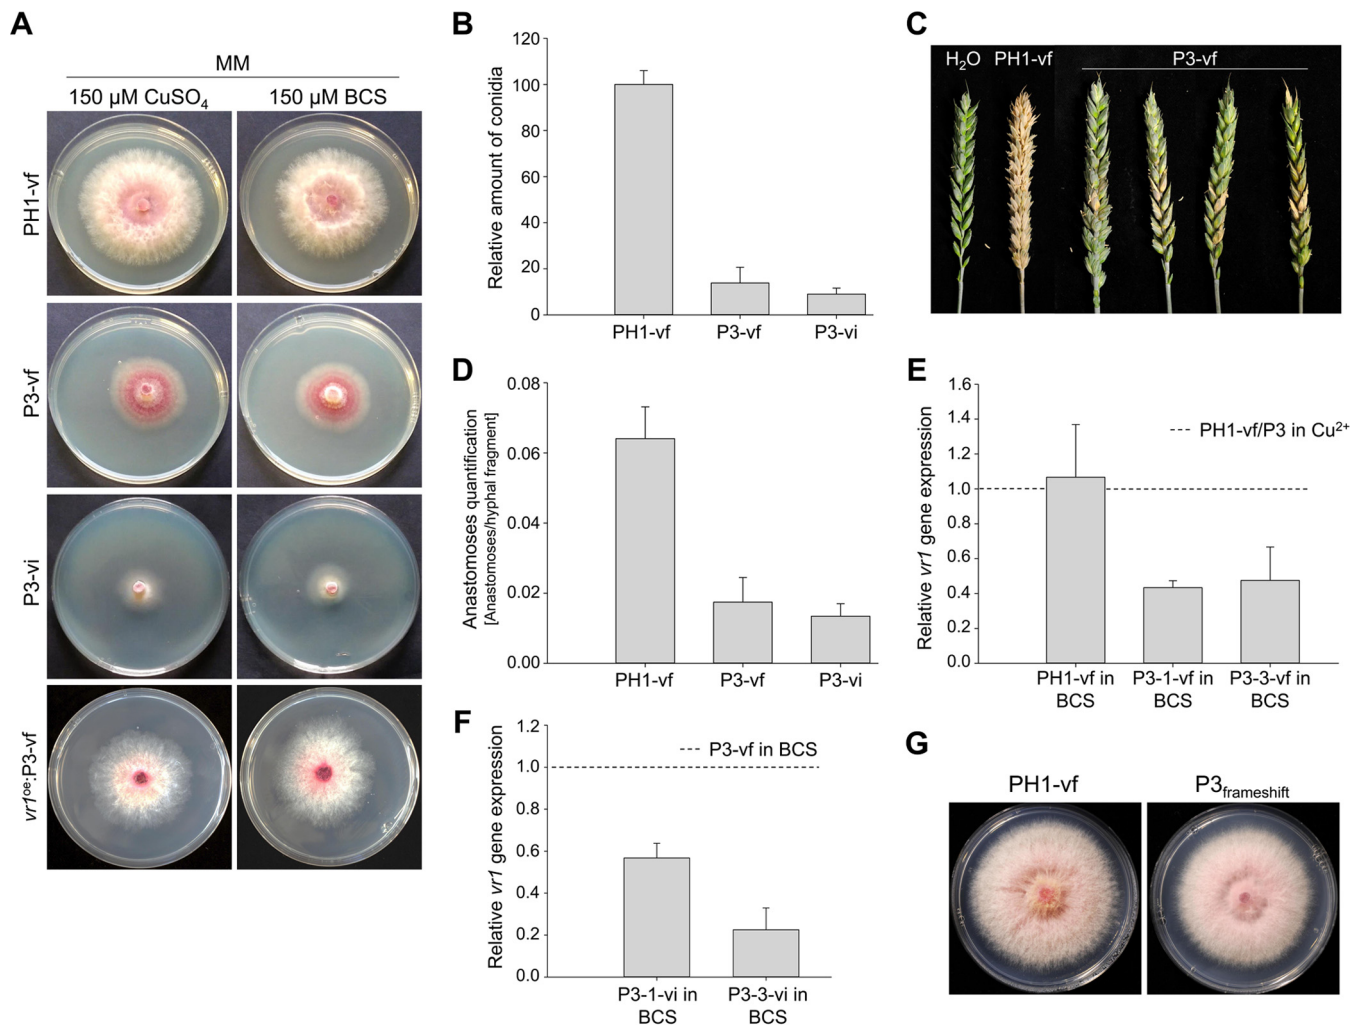 A
MM
150 µM CuSO₄
150 µM BCS
PH1-vf
P3-vf
P3-vi
vr1ᵒᵉ:P3-vf
B
Relative amount of conidia
120
100
80
60
40
20
0
PH1-vf
P3-vf
P3-vi
C
H₂O
PH1-vf
P3-vf
D
Anastomoses quantification
[Anastomoses/hyphal fragment]
0.08
0.06
0.04
0.02
0.00
PH1-vf
P3-vf
P3-vi
E
Relative vr1 gene expression
1.6
1.4
1.2
1.0
0.8
0.6
0.4
0.2
0.0
PH1-vf/P3 in Cu²⁺
PH1-vf in
BCS
P3-1-vf in
BCS
P3-3-vf in
BCS
F
Relative vr1 gene expression
1.2
1.0
0.8
0.6
0.4
0.2
0.0
P3-vf in BCS
P3-1-vi in
BCS
P3-3-vi in
BCS
G
PH1-vf
P3frameshift